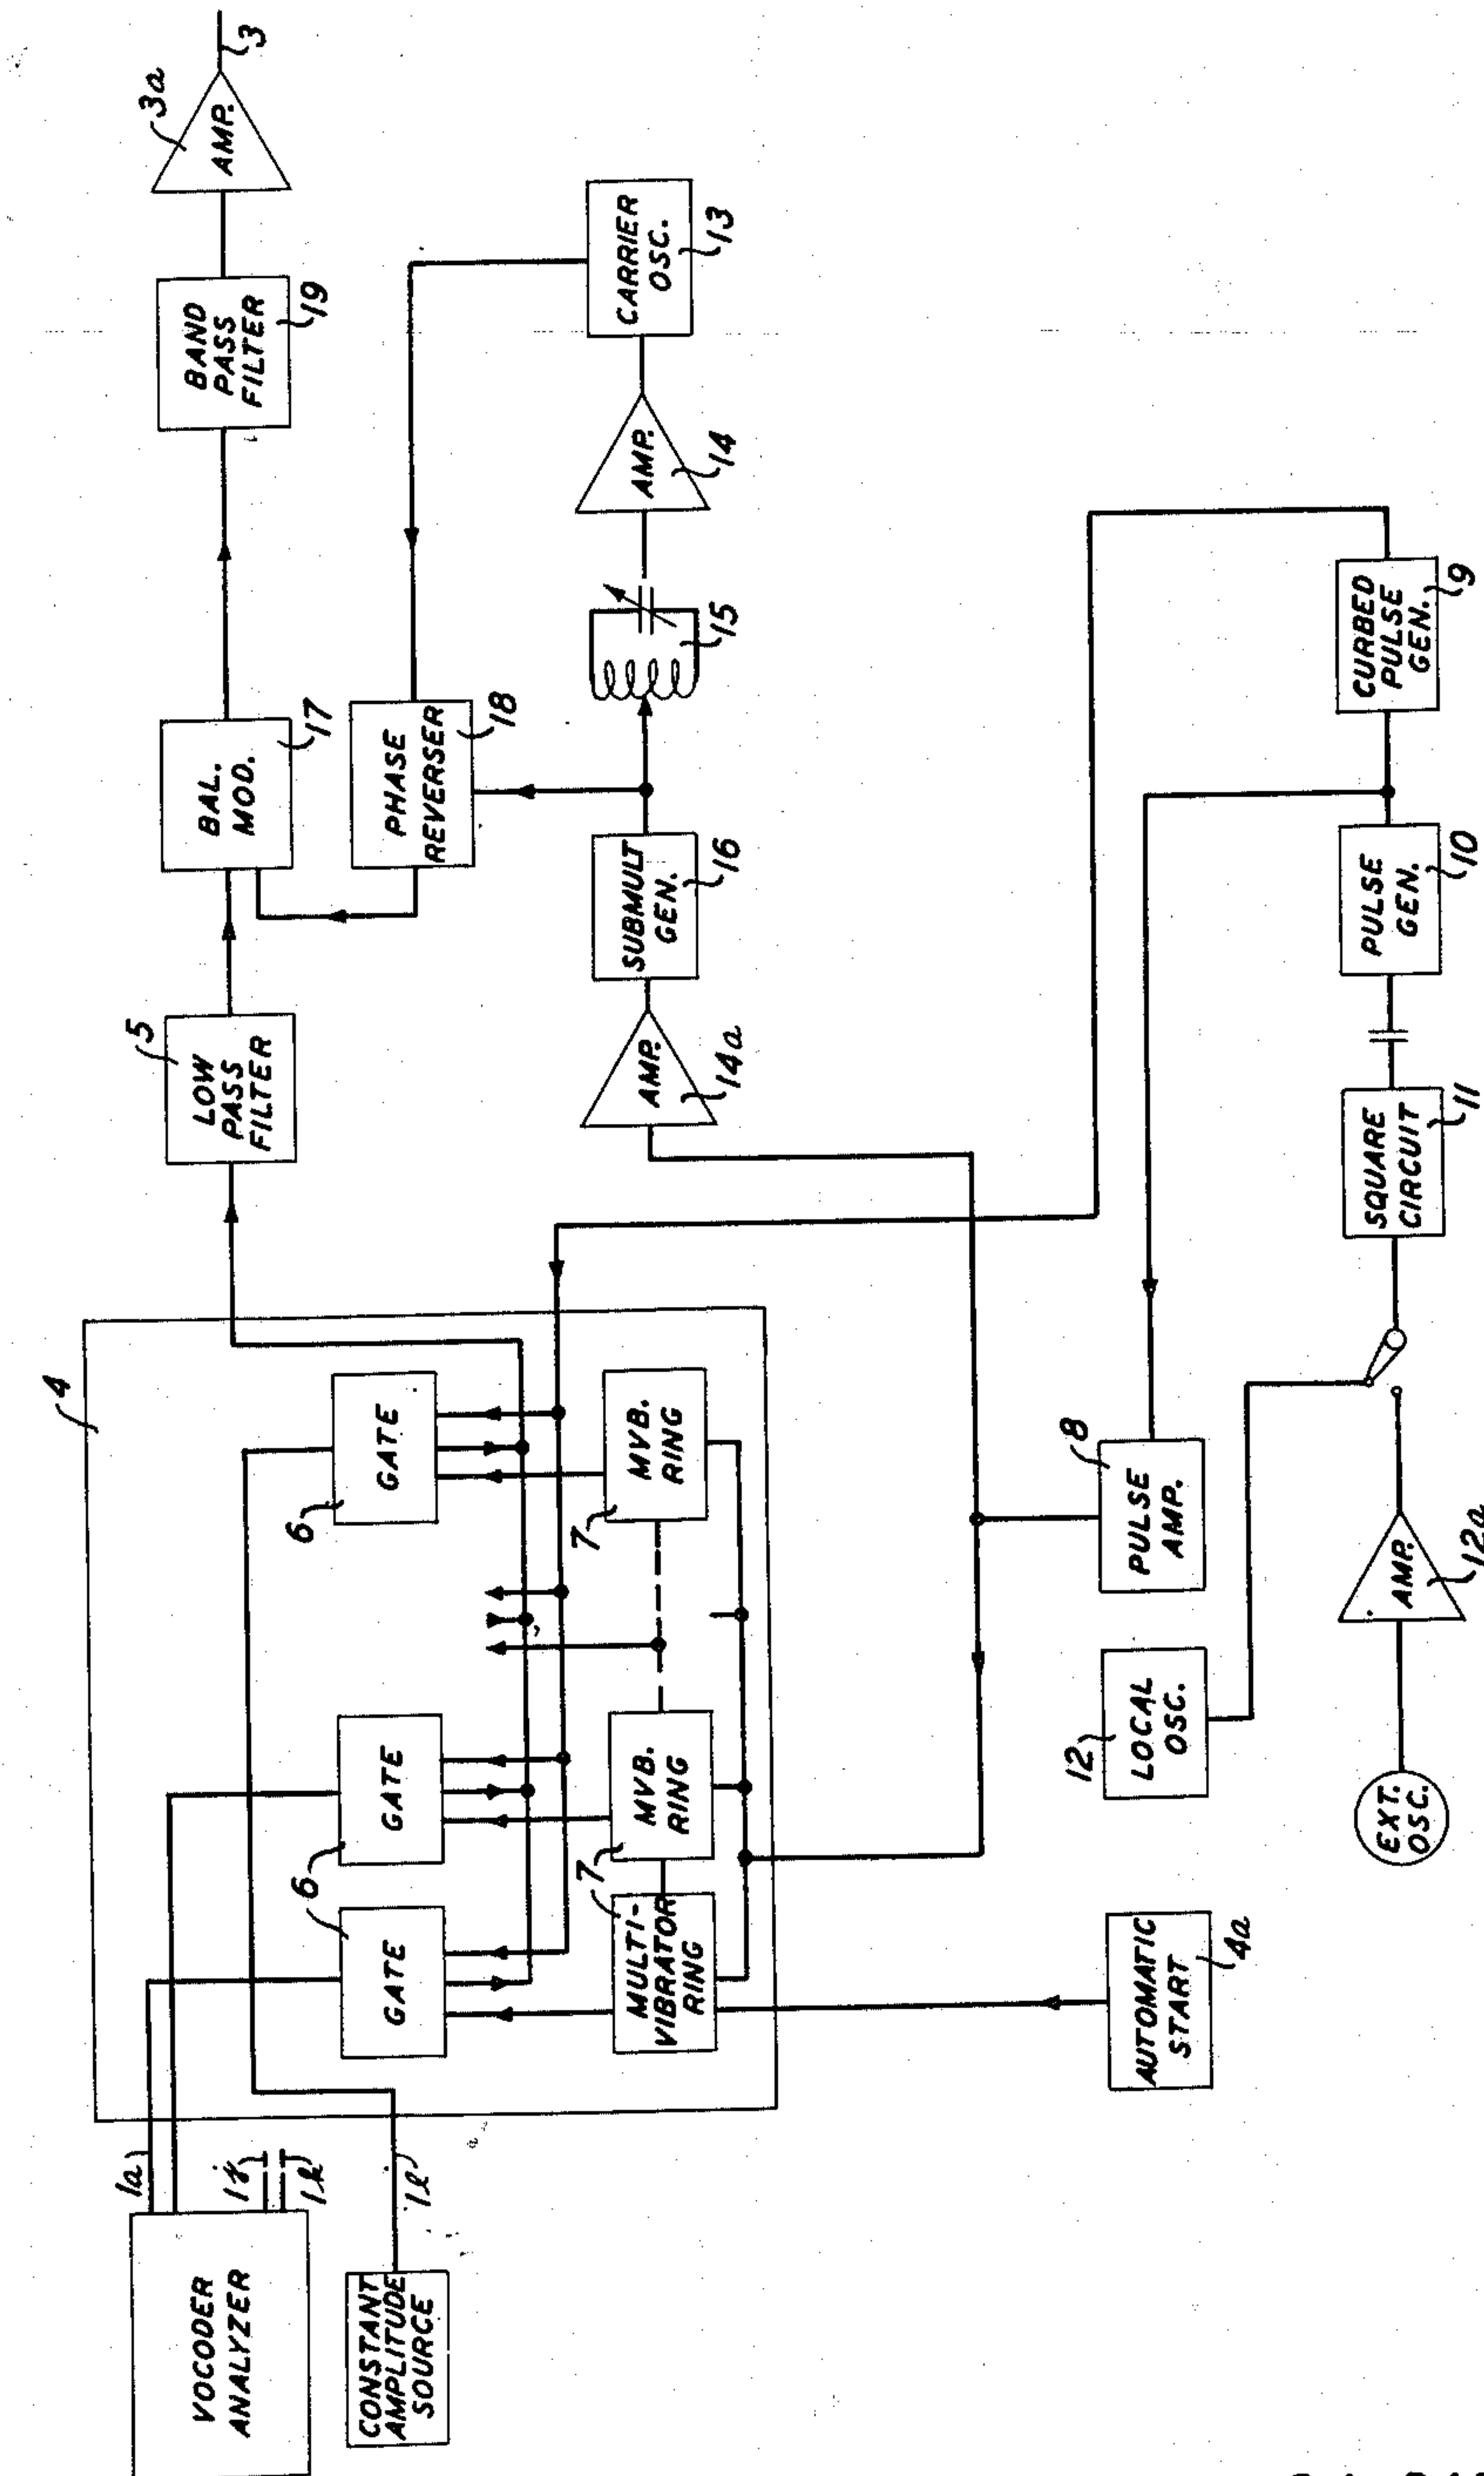 VOCODER
ANALYZER
1a
1j
1k
CONSTANT
AMPLITUDE
SOURCE
1l
4
GATE
6
GATE
6
GATE
6
MULTI-
VIBRATOR
RING
7
MVB.
RING
MVB.
RING
7
AUTOMATIC
START
4a
5
LOW
PASS
FILTER
BAL.
MOD.
17
BAND
PASS
FILTER
19
3a
AMP.
3
PHASE
REVERSER
18
CARRIER
OSC.
13
AMP.
14
15
SUBMULT
GEN.
16
AMP.
14a
8
PULSE
AMP.
12
LOCAL
OSC.
EXT.
OSC.
AMP.
12a
SQUARE
CIRCUIT
11
PULSE
GEN.
10
CURBED
PULSE
GEN.
9